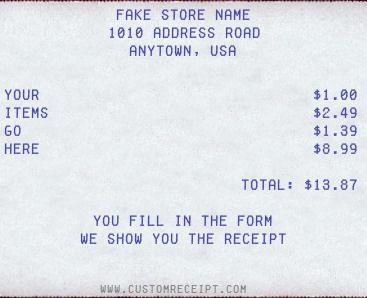 FAKE STORE NAME
1010 ADDRESS ROAD
ANYTOWN, USA
YOUR $1.00
ITEMS $2.49
GO $1.39
HERE $8.99
TOTAL: $13.87
YOU FILL IN THE FORM
WE SHOW YOU THE RECEIPT
WWW.CUSTOMRECEIPT.COM